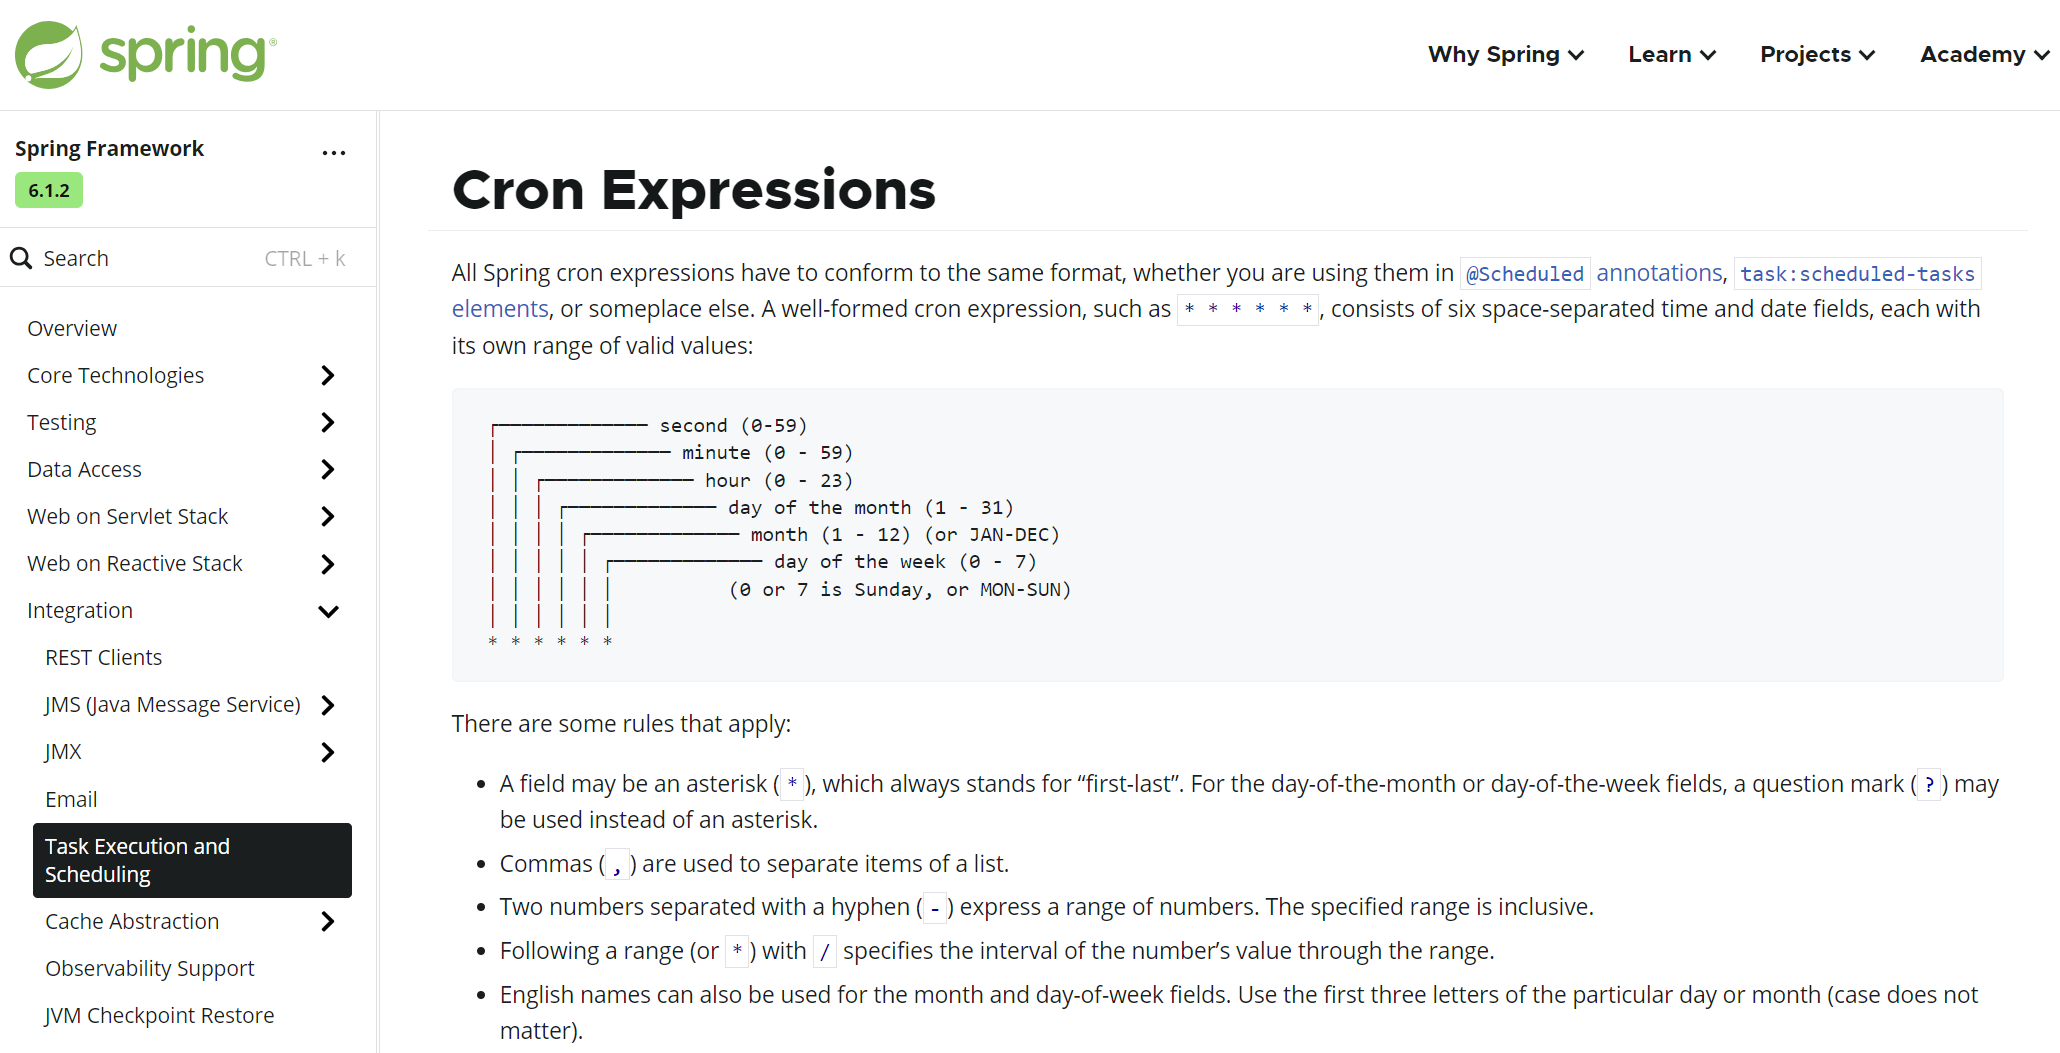 spring®
Why Spring
Learn
Projects
Academy
Spring Framework
...
6.1.2
Search
CTRL + k
Overview
Core Technologies
Testing
Data Access
Web on Servlet Stack
Web on Reactive Stack
Integration
REST Clients
JMS (Java Message Service)
JMX
Email
Task Execution and
Scheduling
Cache Abstraction
Observability Support
JVM Checkpoint Restore
Cron Expressions
All Spring cron expressions have to conform to the same format, whether you are using them in @Scheduled annotations, task:scheduled-tasks
elements, or someplace else. A well-formed cron expression, such as * * * * * *, consists of six space-separated time and date fields, each with
its own range of valid values:
┌───────────── second (0-59)
│ ┌───────────── minute (0 - 59)
│ │ ┌───────────── hour (0 - 23)
│ │ │ ┌───────────── day of the month (1 - 31)
│ │ │ │ ┌───────────── month (1 - 12) (or JAN-DEC)
│ │ │ │ │ ┌───────────── day of the week (0 - 7)
│ │ │ │ │ │          (0 or 7 is Sunday, or MON-SUN)
│ │ │ │ │ │
* * * * * *
There are some rules that apply:
• A field may be an asterisk (*), which always stands for “first-last”. For the day-of-the-month or day-of-the-week fields, a question mark (?) may
be used instead of an asterisk.
• Commas (,) are used to separate items of a list.
• Two numbers separated with a hyphen (-) express a range of numbers. The specified range is inclusive.
• Following a range (or *) with / specifies the interval of the number’s value through the range.
• English names can also be used for the month and day-of-week fields. Use the first three letters of the particular day or month (case does not
matter).